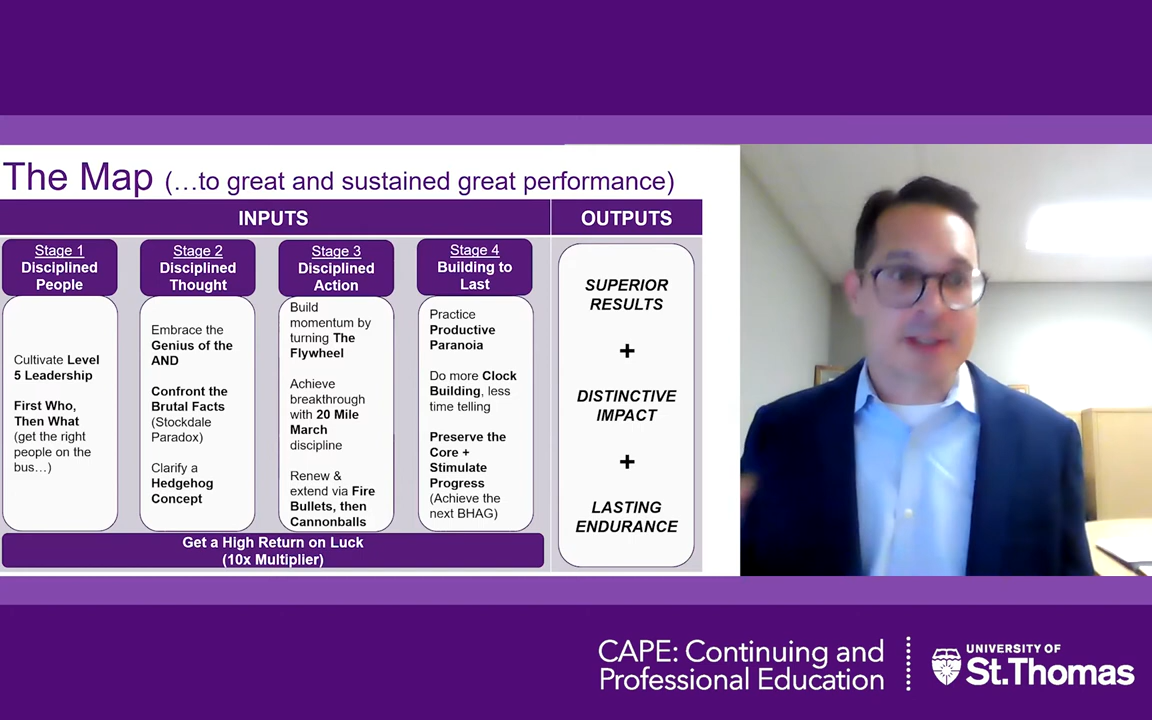 The Map (…to great and sustained great performance)
INPUTS
OUTPUTS
Stage 1
Disciplined
People
Cultivate Level
5 Leadership
First Who,
Then What
(get the right
people on the
bus…)
Stage 2
Disciplined
Thought
Embrace the
Genius of the
AND
Confront the
Brutal Facts
(Stockdale
Paradox)
Clarify a
Hedgehog
Concept
Stage 3
Disciplined
Action
Build
momentum by
turning The
Flywheel
Achieve
breakthrough
with 20 Mile
March
discipline
Renew &
extend via Fire
Bullets, then
Cannonballs
Stage 4
Building to
Last
Practice
Productive
Paranoia
Do more Clock
Building, less
time telling
Preserve the
Core +
Stimulate
Progress
(Achieve the
next BHAG)
Get a High Return on Luck
(10x Multiplier)
SUPERIOR
RESULTS
+
DISTINCTIVE
IMPACT
+
LASTING
ENDURANCE
CAPE: Continuing and
Professional Education
UNIVERSITY OF
St.Thomas